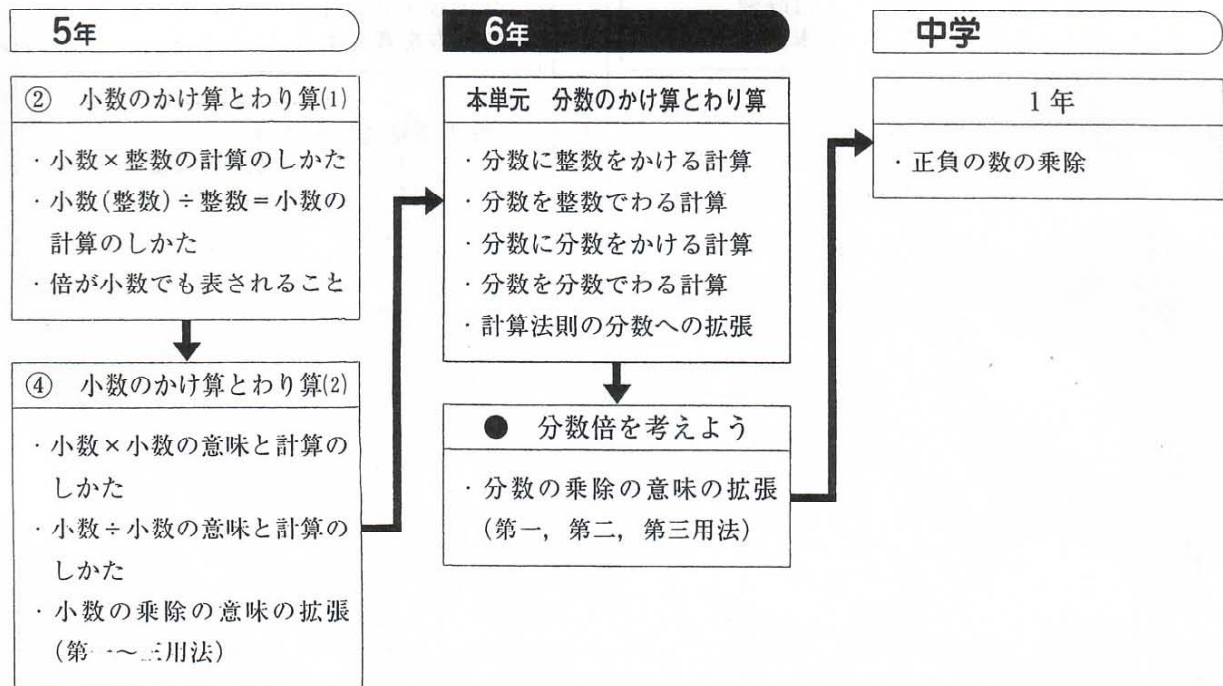 5年
② 小数のかけ算とわり算(1)
・小数×整数の計算のしかた
・小数(整数)÷整数＝小数の
計算のしかた
・倍が小数でも表されること
④ 小数のかけ算とわり算(2)
・小数×小数の意味と計算の
しかた
・小数÷小数の意味と計算の
しかた
・小数の乗除の意味の拡張
(第一〜三用法)
6年
本単元 分数のかけ算とわり算
・分数に整数をかける計算
・分数を整数でわる計算
・分数に分数をかける計算
・分数を分数でわる計算
・計算法則の分数への拡張
● 分数倍を考えよう
・分数の乗除の意味の拡張
(第一，第二，第三用法)
中学
1年
・正負の数の乗除